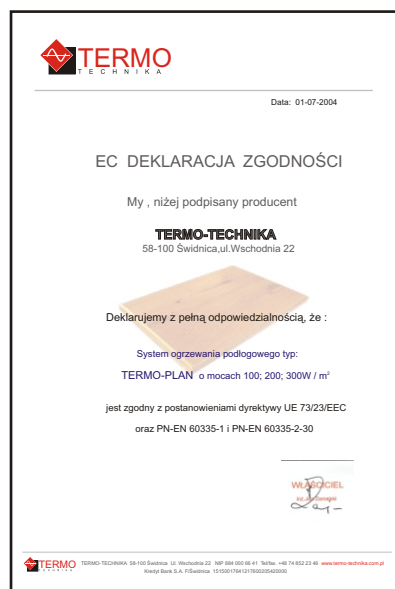 TERMO
TECHNIKA
Data: 01-07-2004
EC DEKLARACJA ZGODNOŚCI
My , niżej podpisany producent
TERMO-TECHNIKA
58-100 Świdnica,ul.Wschodnia 22
Deklarujemy z pełną odpowiedzialnością, że :
System ogrzewania podłogowego typ:
TERMO-PLAN o mocach 100; 200; 300W / m²
jest zgodny z postanowieniami dyrektywy UE 73/23/EEC
oraz PN-EN 60335-1 i PN-EN 60335-2-30
WŁAŚCICIEL
TERMO
TECHNIKA
TERMO-TECHNIKA 58-100 Świdnica Ul. Wschodnia 22 NIP 884 000 86 41 Tel/fax. +48 74 852 23 46 www.termo-technika.com.pl
Kredyt Bank S.A. F/Świdnica